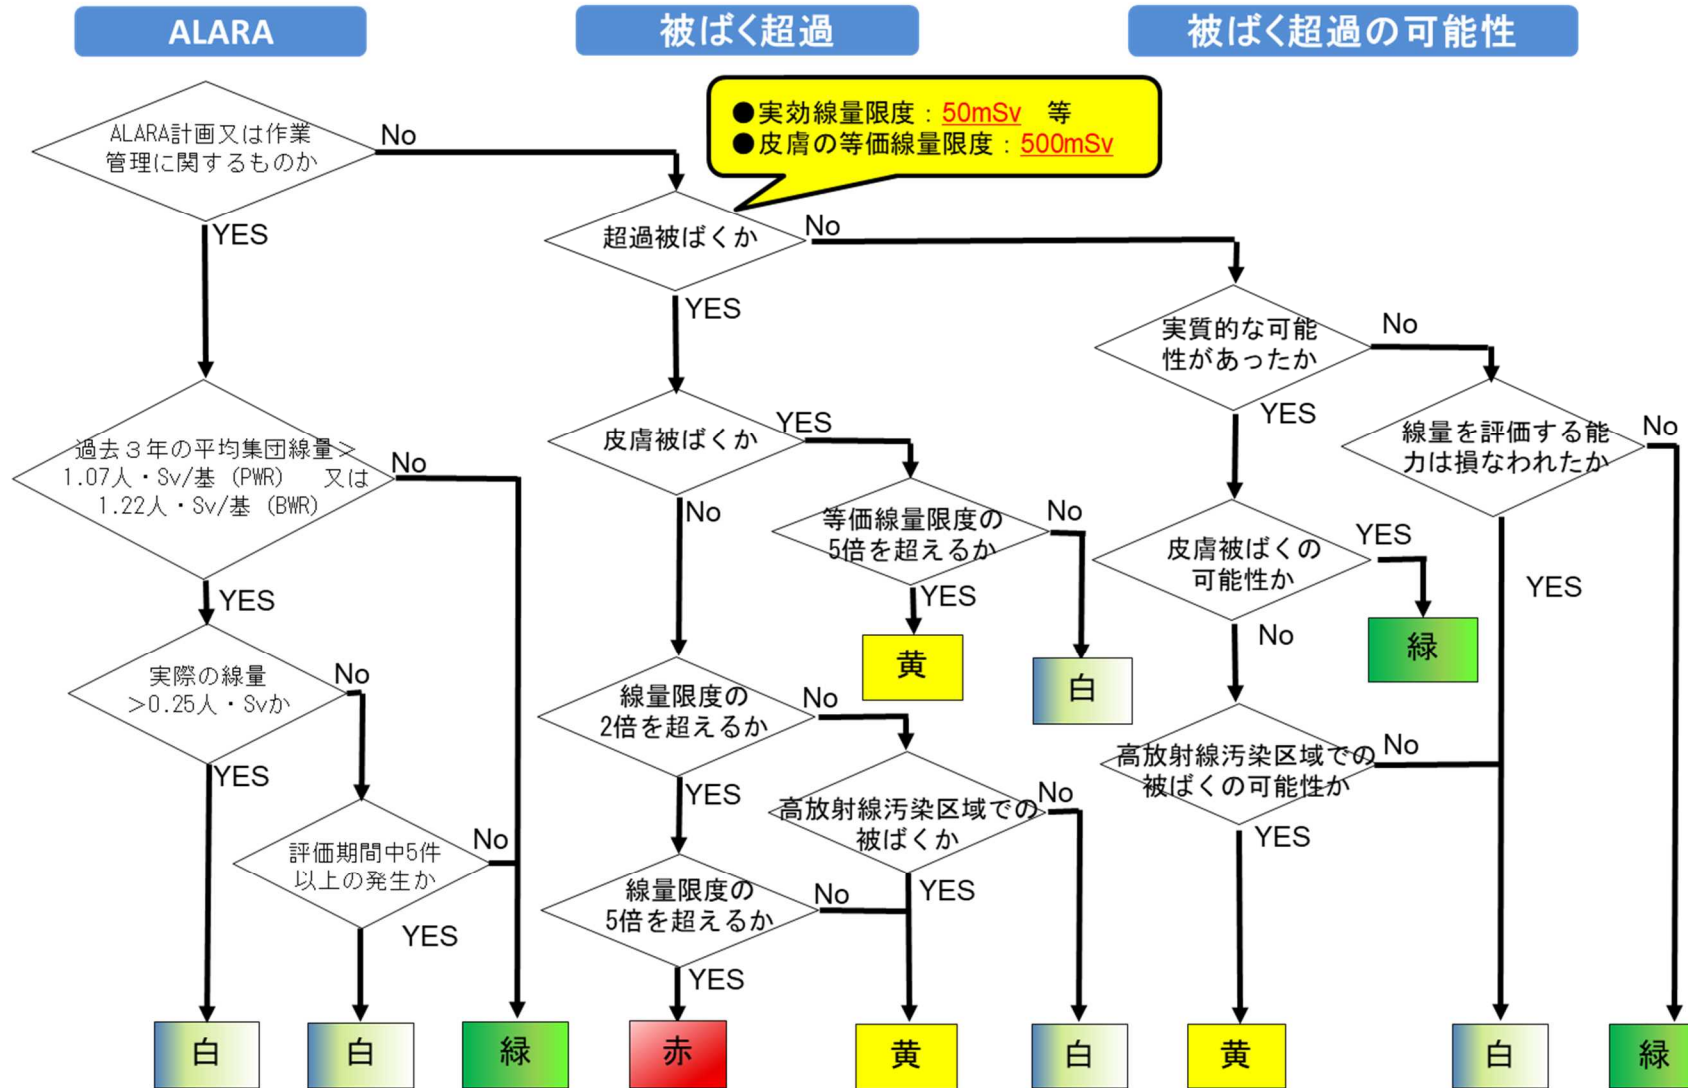 ALARA
被ばく超過
被ばく超過の可能性
●実効線量限度：50mSv　等
●皮膚の等価線量限度：500mSv
ALARA計画又は作業
管理に関するものか
No
YES
過去３年の平均集団線量＞
1.07人・Sv/基（PWR）　又は
1.22人・Sv/基（BWR）
No
YES
実際の線量
＞0.25人・Svか
No
YES
評価期間中5件
以上の発生か
No
YES
白
白
緑
超過被ばくか
No
YES
皮膚被ばくか
YES
No
等価線量限度の
5倍を超えるか
No
YES
黄
白
線量限度の
2倍を超えるか
No
YES
高放射線汚染区域での
被ばくか
No
YES
線量限度の
5倍を超えるか
No
YES
赤
黄
白
実質的な可能
性があったか
No
YES
線量を評価する能
力は損なわれたか
No
YES
皮膚被ばくの
可能性か
YES
No
緑
高放射線汚染区域での
被ばくの可能性か
No
YES
黄
白
緑